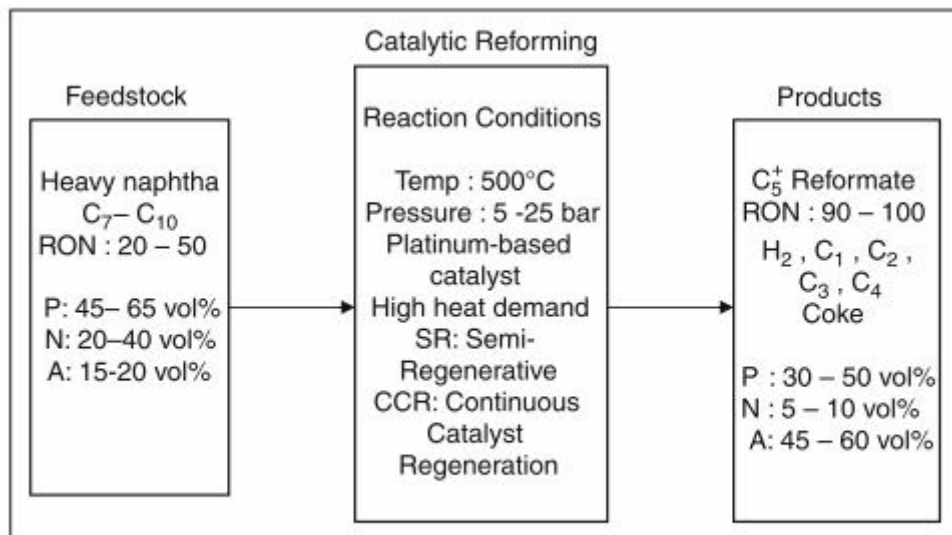 Catalytic Reforming
Feedstock
Heavy naphtha
C₇– C₁₀
RON : 20 – 50
P: 45– 65 vol%
N: 20–40 vol%
A: 15-20 vol%
Reaction Conditions
Temp : 500°C
Pressure : 5 -25 bar
Platinum-based
catalyst
High heat demand
SR: Semi-
Regenerative
CCR: Continuous
Catalyst
Regeneration
Products
C₅⁺ Reformate
RON : 90 – 100
H₂ , C₁ , C₂ ,
C₃ , C₄
Coke
P : 30 – 50 vol%
N : 5 – 10 vol%
A: 45 – 60 vol%